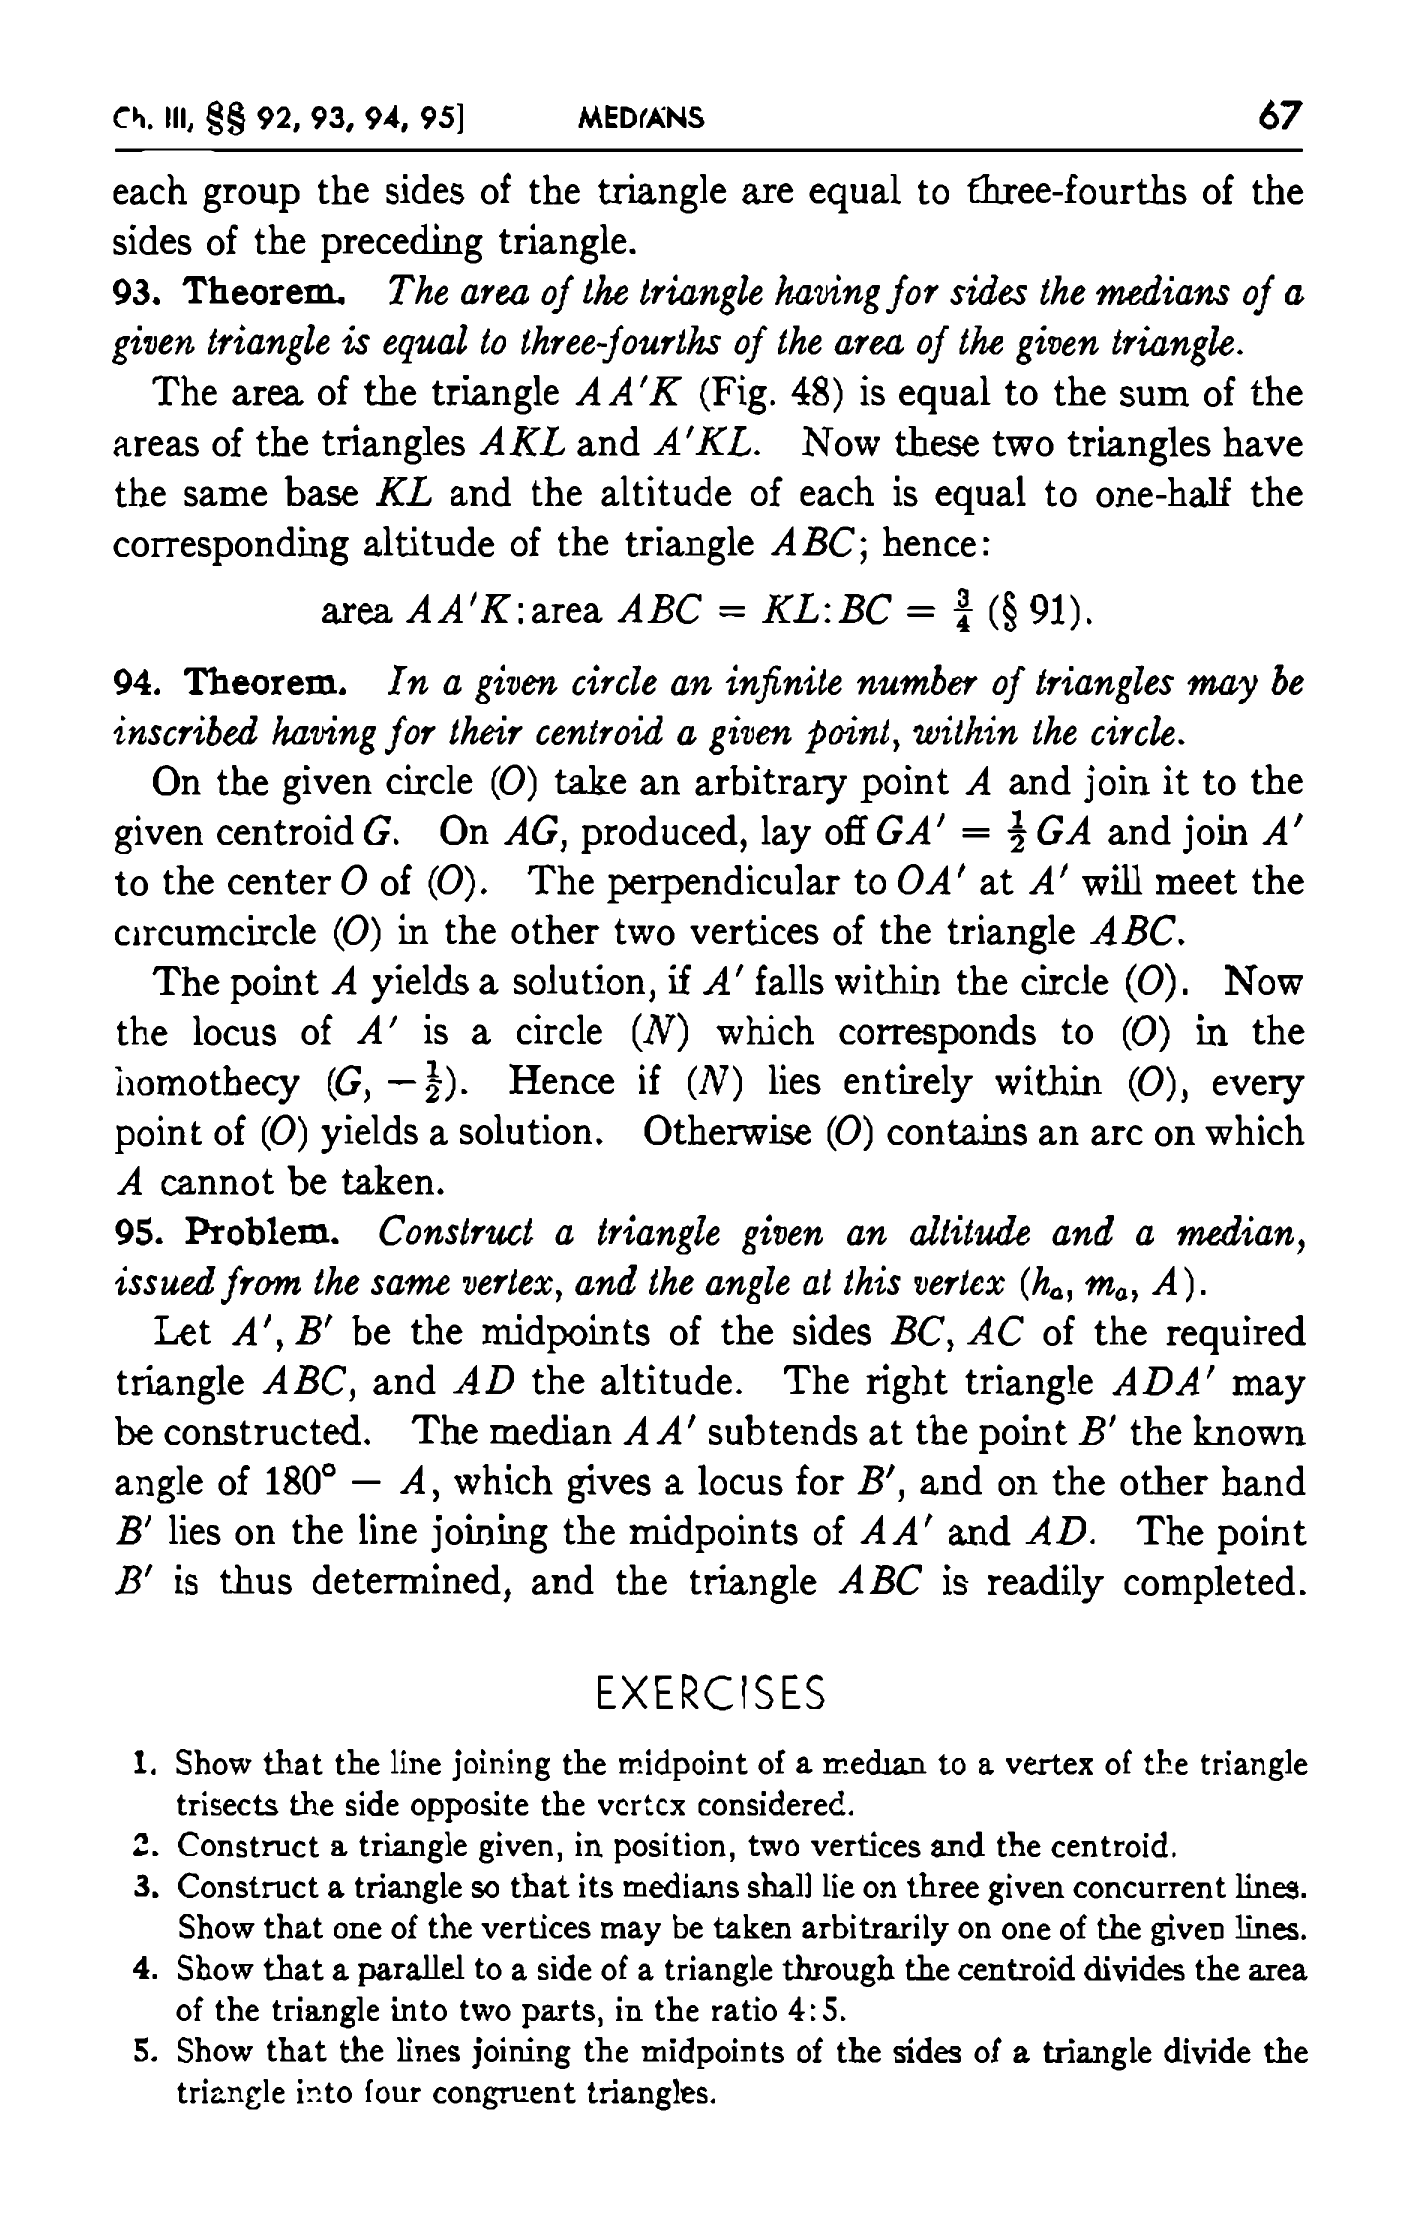 Ch. III, §§ 92, 93, 94, 95] MEDIANS 67
each group the sides of the triangle are equal to three-fourths of the
sides of the preceding triangle.
93. Theorem. The area of the triangle having for sides the medians of a
given triangle is equal to three-fourths of the area of the given triangle.
The area of the triangle AA′K (Fig. 48) is equal to the sum of the
areas of the triangles AKL and A′KL. Now these two triangles have
the same base KL and the altitude of each is equal to one-half the
corresponding altitude of the triangle ABC; hence:
area AA′K:area ABC = KL:BC = ¾ (§ 91).
94. Theorem. In a given circle an infinite number of triangles may be
inscribed having for their centroid a given point, within the circle.
On the given circle (O) take an arbitrary point A and join it to the
given centroid G. On AG, produced, lay off GA′ = ½ GA and join A′
to the center O of (O). The perpendicular to OA′ at A′ will meet the
circumcircle (O) in the other two vertices of the triangle ABC.
The point A yields a solution, if A′ falls within the circle (O). Now
the locus of A′ is a circle (N) which corresponds to (O) in the
homothecy (G, −½). Hence if (N) lies entirely within (O), every
point of (O) yields a solution. Otherwise (O) contains an arc on which
A cannot be taken.
95. Problem. Construct a triangle given an altitude and a median,
issued from the same vertex, and the angle at this vertex (hₐ, mₐ, A).
Let A′, B′ be the midpoints of the sides BC, AC of the required
triangle ABC, and AD the altitude. The right triangle ADA′ may
be constructed. The median AA′ subtends at the point B′ the known
angle of 180° − A, which gives a locus for B′, and on the other hand
B′ lies on the line joining the midpoints of AA′ and AD. The point
B′ is thus determined, and the triangle ABC is readily completed.
EXERCISES
1. Show that the line joining the midpoint of a median to a vertex of the triangle
trisects the side opposite the vertex considered.
2. Construct a triangle given, in position, two vertices and the centroid.
3. Construct a triangle so that its medians shall lie on three given concurrent lines.
Show that one of the vertices may be taken arbitrarily on one of the given lines.
4. Show that a parallel to a side of a triangle through the centroid divides the area
of the triangle into two parts, in the ratio 4:5.
5. Show that the lines joining the midpoints of the sides of a triangle divide the
triangle into four congruent triangles.